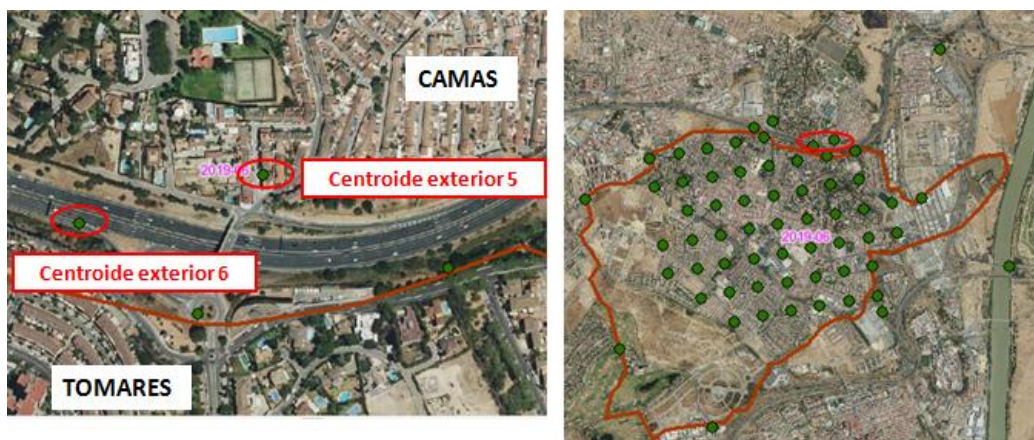 CAMAS
2019-06
Centroide exterior 5
Centroide exterior 6
TOMARES
2019-06